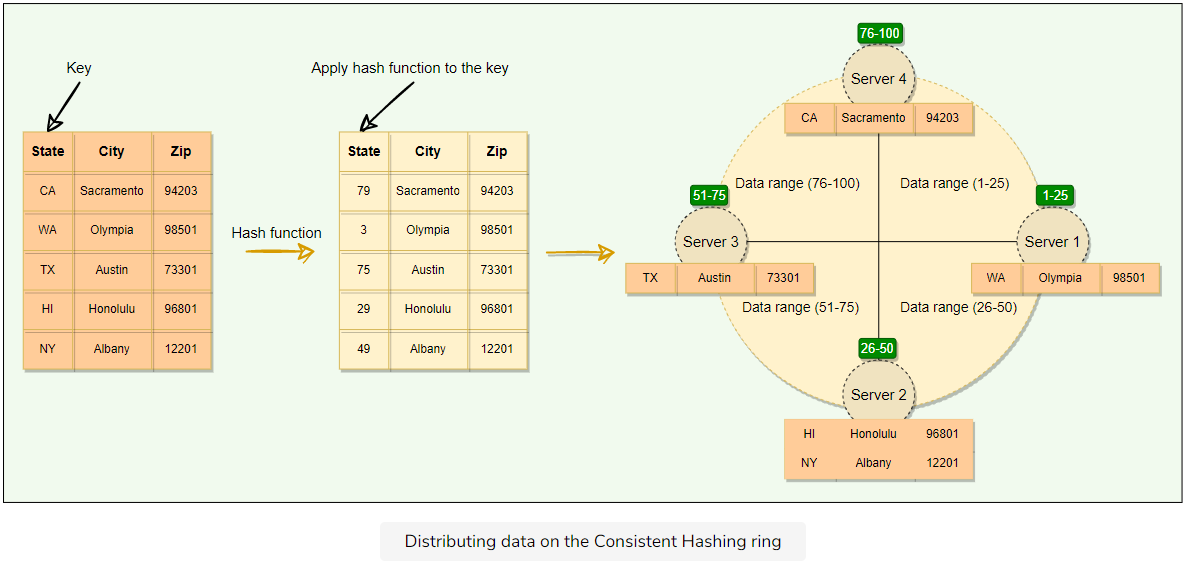 Key
State City Zip
CA Sacramento 94203
WA Olympia 98501
TX Austin 73301
HI Honolulu 96801
NY Albany 12201
Hash function
Apply hash function to the key
State City Zip
79 Sacramento 94203
3 Olympia 98501
75 Austin 73301
29 Honolulu 96801
49 Albany 12201
76-100
Server 4
CA Sacramento 94203
Data range (76-100)
Data range (1-25)
51-75
Server 3
TX Austin 73301
1-25
Server 1
WA Olympia 98501
Data range (51-75)
Data range (26-50)
26-50
Server 2
HI Honolulu 96801
NY Albany 12201
Distributing data on the Consistent Hashing ring